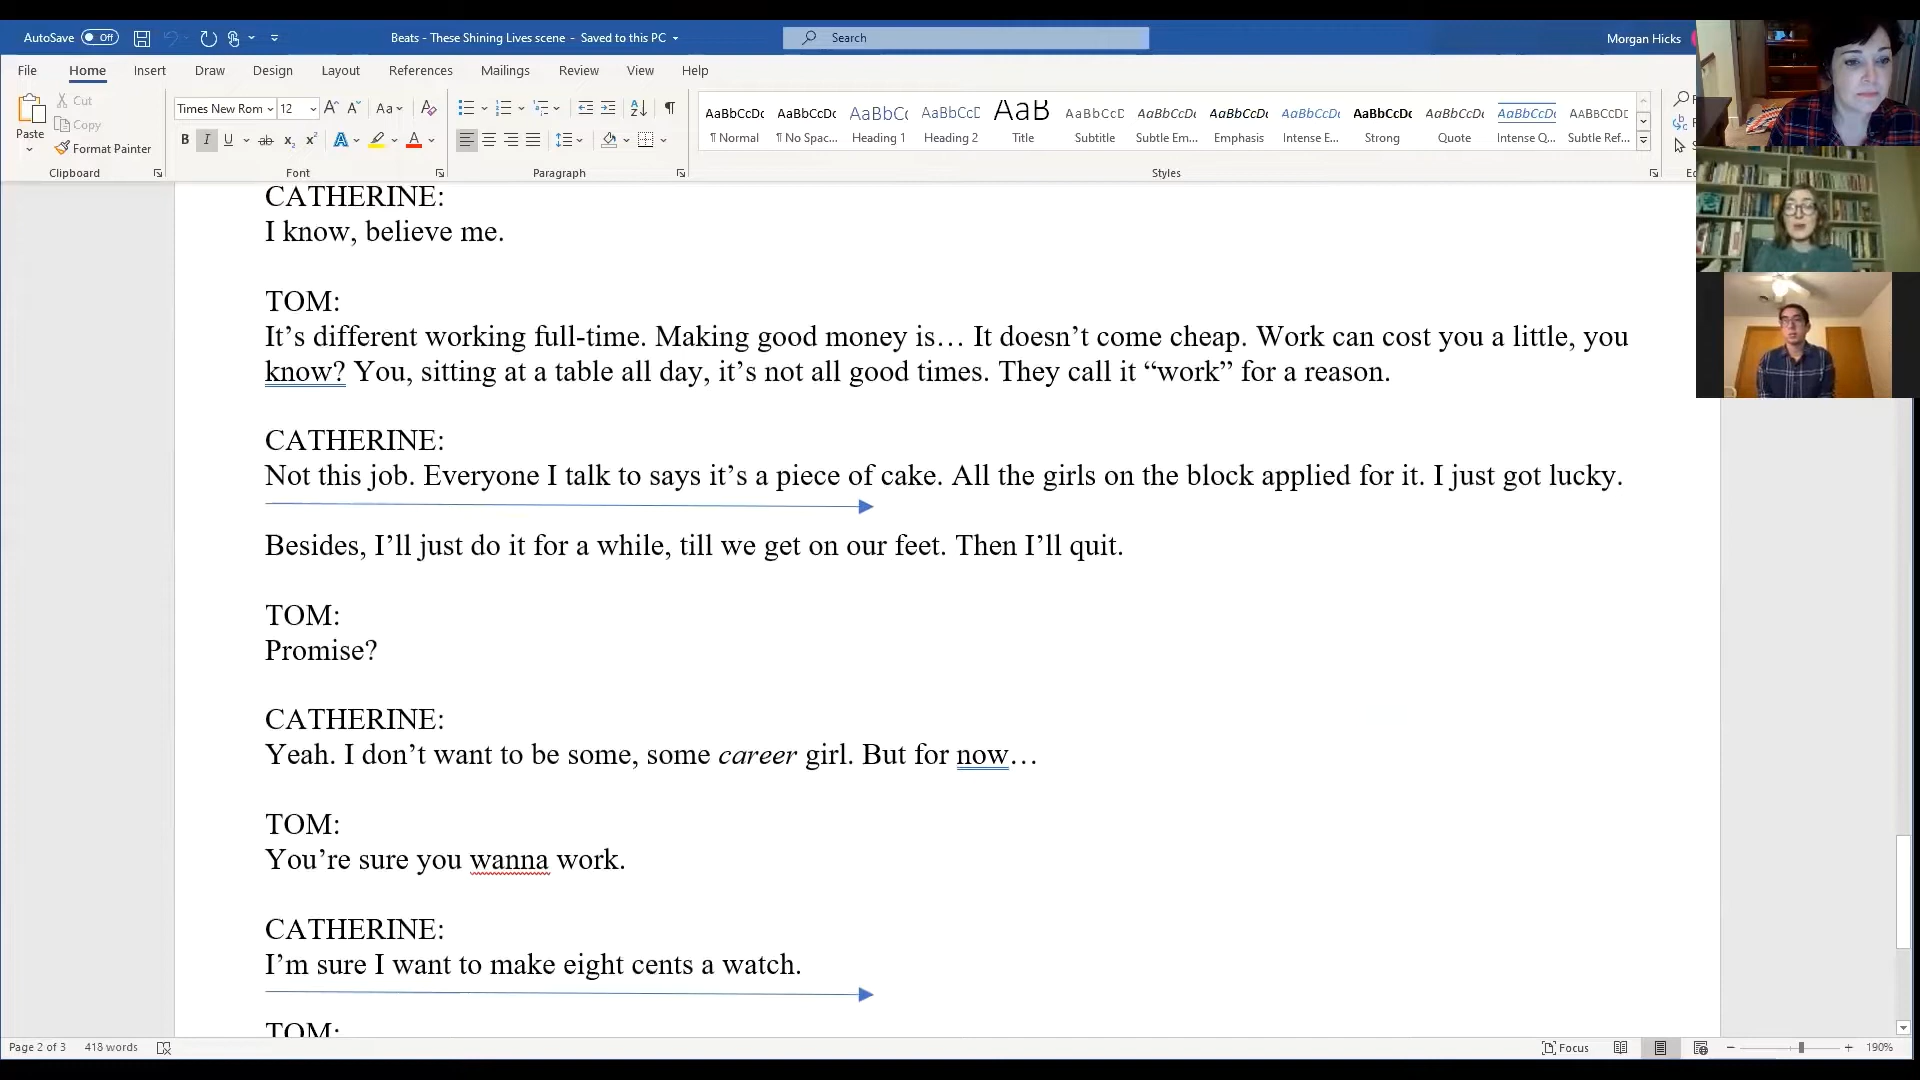 AutoSave Off Beats - These Shining Lives scene - Saved to this PC Search Morgan Hicks
File Home Insert Draw Design Layout References Mailings Review View Help
Paste Cut Copy Format Painter
Times New Rom 12
AaBbCcDc AaBbCcDc AaBbCc AaBbCcD AaB AaBbCcD AaBbCcDc AaBbCcDc AaBbCcDc AaBbCcDc AaBbCcDc AaBbCcDc AABBCCDD
¶ Normal ¶ No Spac... Heading 1 Heading 2 Title Subtitle Subtle Em... Emphasis Intense E... Strong Quote Intense Q... Subtle Ref...
Clipboard Font Paragraph Styles
CATHERINE:
I know, believe me.
TOM:
It’s different working full-time. Making good money is… It doesn’t come cheap. Work can cost you a little, you
know? You, sitting at a table all day, it’s not all good times. They call it “work” for a reason.
CATHERINE:
Not this job. Everyone I talk to says it’s a piece of cake. All the girls on the block applied for it. I just got lucky.
Besides, I’ll just do it for a while, till we get on our feet. Then I’ll quit.
TOM:
Promise?
CATHERINE:
Yeah. I don’t want to be some, some career girl. But for now…
TOM:
You’re sure you wanna work.
CATHERINE:
I’m sure I want to make eight cents a watch.
TOM:
Page 2 of 3 418 words Focus 190%